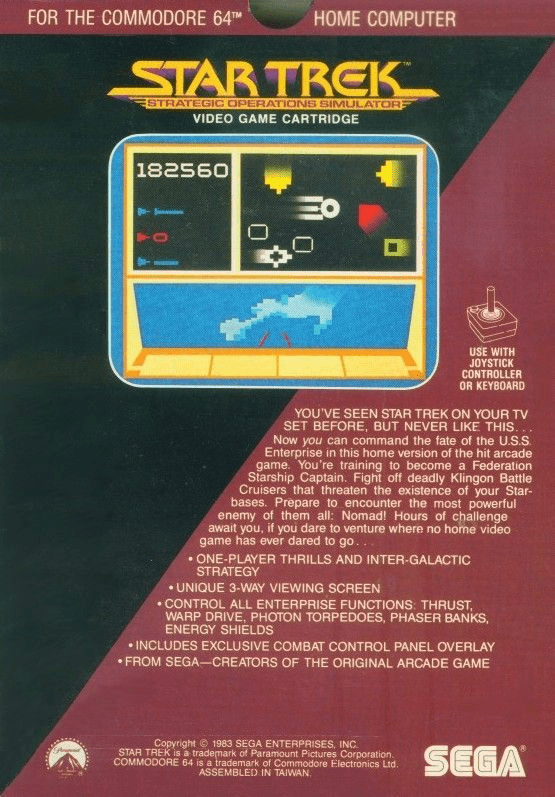 FOR THE COMMODORE 64™ HOME COMPUTER
STAR TREK™
STRATEGIC OPERATIONS SIMULATOR
VIDEO GAME CARTRIDGE
182560
USE WITH
JOYSTICK
CONTROLLER
OR KEYBOARD
YOU'VE SEEN STAR TREK ON YOUR TV
SET BEFORE, BUT NEVER LIKE THIS...
Now you can command the fate of the U.S.S.
Enterprise in this home version of the hit arcade
game. You're training to become a Federation
Starship Captain. Fight off deadly Klingon Battle
Cruisers that threaten the existence of your Star-
bases. Prepare to encounter the most powerful
enemy of them all: Nomad! Hours of challenge
await you, if you dare to venture where no home video
game has ever dared to go...
• ONE-PLAYER THRILLS AND INTER-GALACTIC
STRATEGY
• UNIQUE 3-WAY VIEWING SCREEN
• CONTROL ALL ENTERPRISE FUNCTIONS: THRUST,
WARP DRIVE, PHOTON TORPEDOES, PHASER BANKS,
ENERGY SHIELDS
• INCLUDES EXCLUSIVE COMBAT CONTROL PANEL OVERLAY
• FROM SEGA—CREATORS OF THE ORIGINAL ARCADE GAME
Paramount
Copyright © 1983 SEGA ENTERPRISES, INC.
STAR TREK is a trademark of Paramount Pictures Corporation.
COMMODORE 64 is a trademark of Commodore Electronics Ltd.
ASSEMBLED IN TAIWAN.
SEGA®